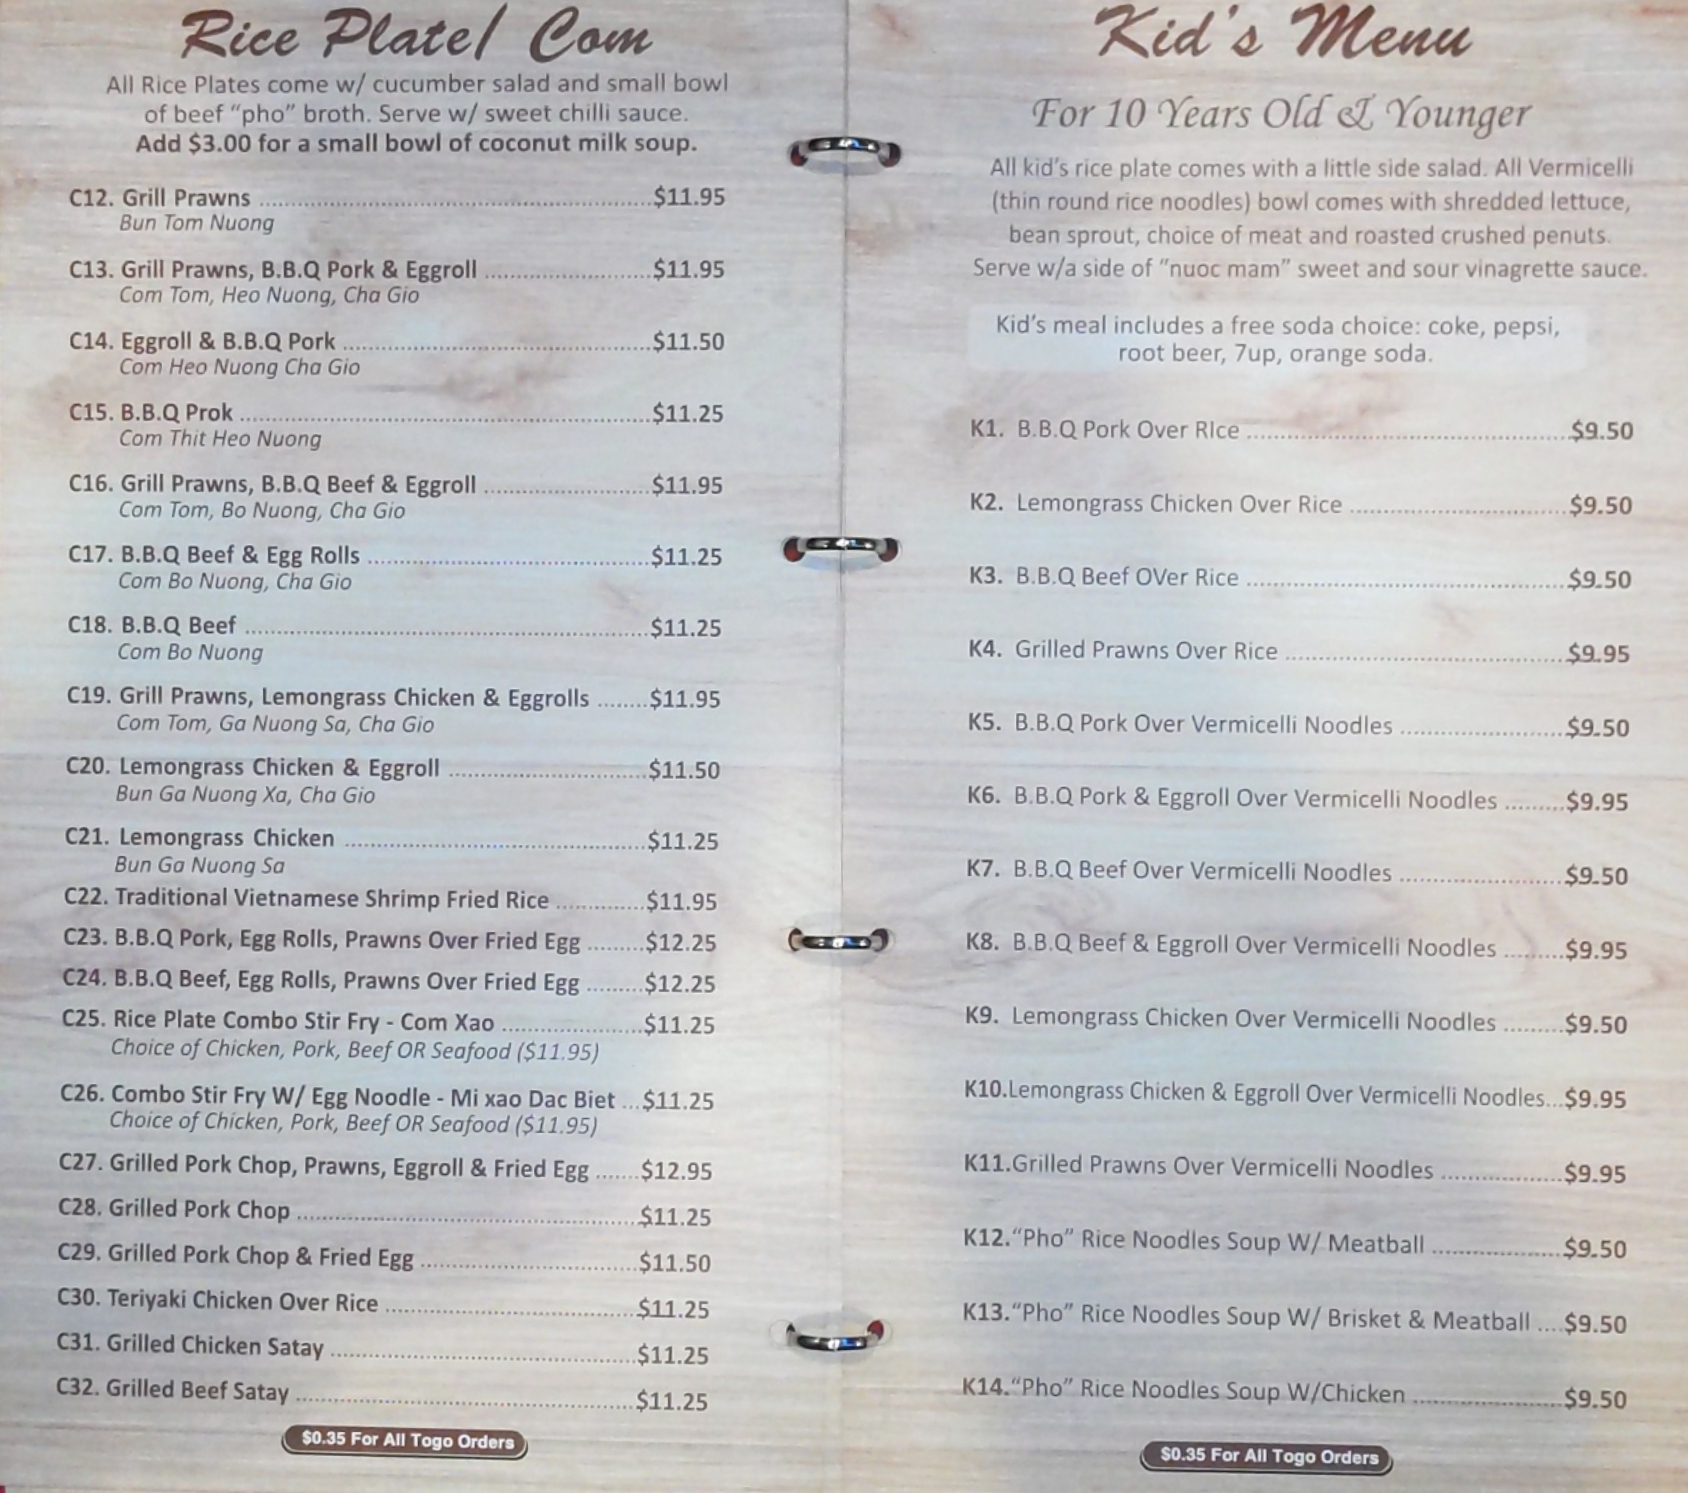 Rice Plate/ Com
All Rice Plates come w/ cucumber salad and small bowl
of beef "pho" broth. Serve w/ sweet chilli sauce.
Add $3.00 for a small bowl of coconut milk soup.
C12. Grill Prawns ........ $11.95
Bun Tom Nuong
C13. Grill Prawns, B.B.Q Pork & Eggroll ........ $11.95
Com Tom, Heo Nuong, Cha Gio
C14. Eggroll & B.B.Q Pork ........ $11.50
Com Heo Nuong Cha Gio
C15. B.B.Q Prok ........ $11.25
Com Thit Heo Nuong
C16. Grill Prawns, B.B.Q Beef & Eggroll ........ $11.95
Com Tom, Bo Nuong, Cha Gio
C17. B.B.Q Beef & Egg Rolls ........ $11.25
Com Bo Nuong, Cha Gio
C18. B.B.Q Beef ........ $11.25
Com Bo Nuong
C19. Grill Prawns, Lemongrass Chicken & Eggrolls ........ $11.95
Com Tom, Ga Nuong Sa, Cha Gio
C20. Lemongrass Chicken & Eggroll ........ $11.50
Bun Ga Nuong Xa, Cha Gio
C21. Lemongrass Chicken ........ $11.25
Bun Ga Nuong Sa
C22. Traditional Vietnamese Shrimp Fried Rice ........ $11.95
C23. B.B.Q Pork, Egg Rolls, Prawns Over Fried Egg ........ $12.25
C24. B.B.Q Beef, Egg Rolls, Prawns Over Fried Egg ........ $12.25
C25. Rice Plate Combo Stir Fry - Com Xao ........ $11.25
Choice of Chicken, Pork, Beef OR Seafood ($11.95)
C26. Combo Stir Fry W/ Egg Noodle - Mi xao Dac Biet ... $11.25
Choice of Chicken, Pork, Beef OR Seafood ($11.95)
C27. Grilled Pork Chop, Prawns, Eggroll & Fried Egg ....... $12.95
C28. Grilled Pork Chop ........ $11.25
C29. Grilled Pork Chop & Fried Egg ........ $11.50
C30. Teriyaki Chicken Over Rice ........ $11.25
C31. Grilled Chicken Satay ........ $11.25
C32. Grilled Beef Satay ........ $11.25
$0.35 For All Togo Orders
Kid's Menu
For 10 Years Old & Younger
All kid's rice plate comes with a little side salad. All Vermicelli
(thin round rice noodles) bowl comes with shredded lettuce,
bean sprout, choice of meat and roasted crushed penuts.
Serve w/a side of "nuoc mam" sweet and sour vinagrette sauce.
Kid's meal includes a free soda choice: coke, pepsi,
root beer, 7up, orange soda.
K1. B.B.Q Pork Over RIce ........ $9.50
K2. Lemongrass Chicken Over Rice ........ $9.50
K3. B.B.Q Beef OVer Rice ........ $9.50
K4. Grilled Prawns Over Rice ........ $9.95
K5. B.B.Q Pork Over Vermicelli Noodles ........ $9.50
K6. B.B.Q Pork & Eggroll Over Vermicelli Noodles ........ $9.95
K7. B.B.Q Beef Over Vermicelli Noodles ........ $9.50
K8. B.B.Q Beef & Eggroll Over Vermicelli Noodles ........ $9.95
K9. Lemongrass Chicken Over Vermicelli Noodles ........ $9.50
K10.Lemongrass Chicken & Eggroll Over Vermicelli Noodles...$9.95
K11.Grilled Prawns Over Vermicelli Noodles ........ $9.95
K12."Pho" Rice Noodles Soup W/ Meatball ........ $9.50
K13."Pho" Rice Noodles Soup W/ Brisket & Meatball ....$9.50
K14."Pho" Rice Noodles Soup W/Chicken ........ $9.50
$0.35 For All Togo Orders